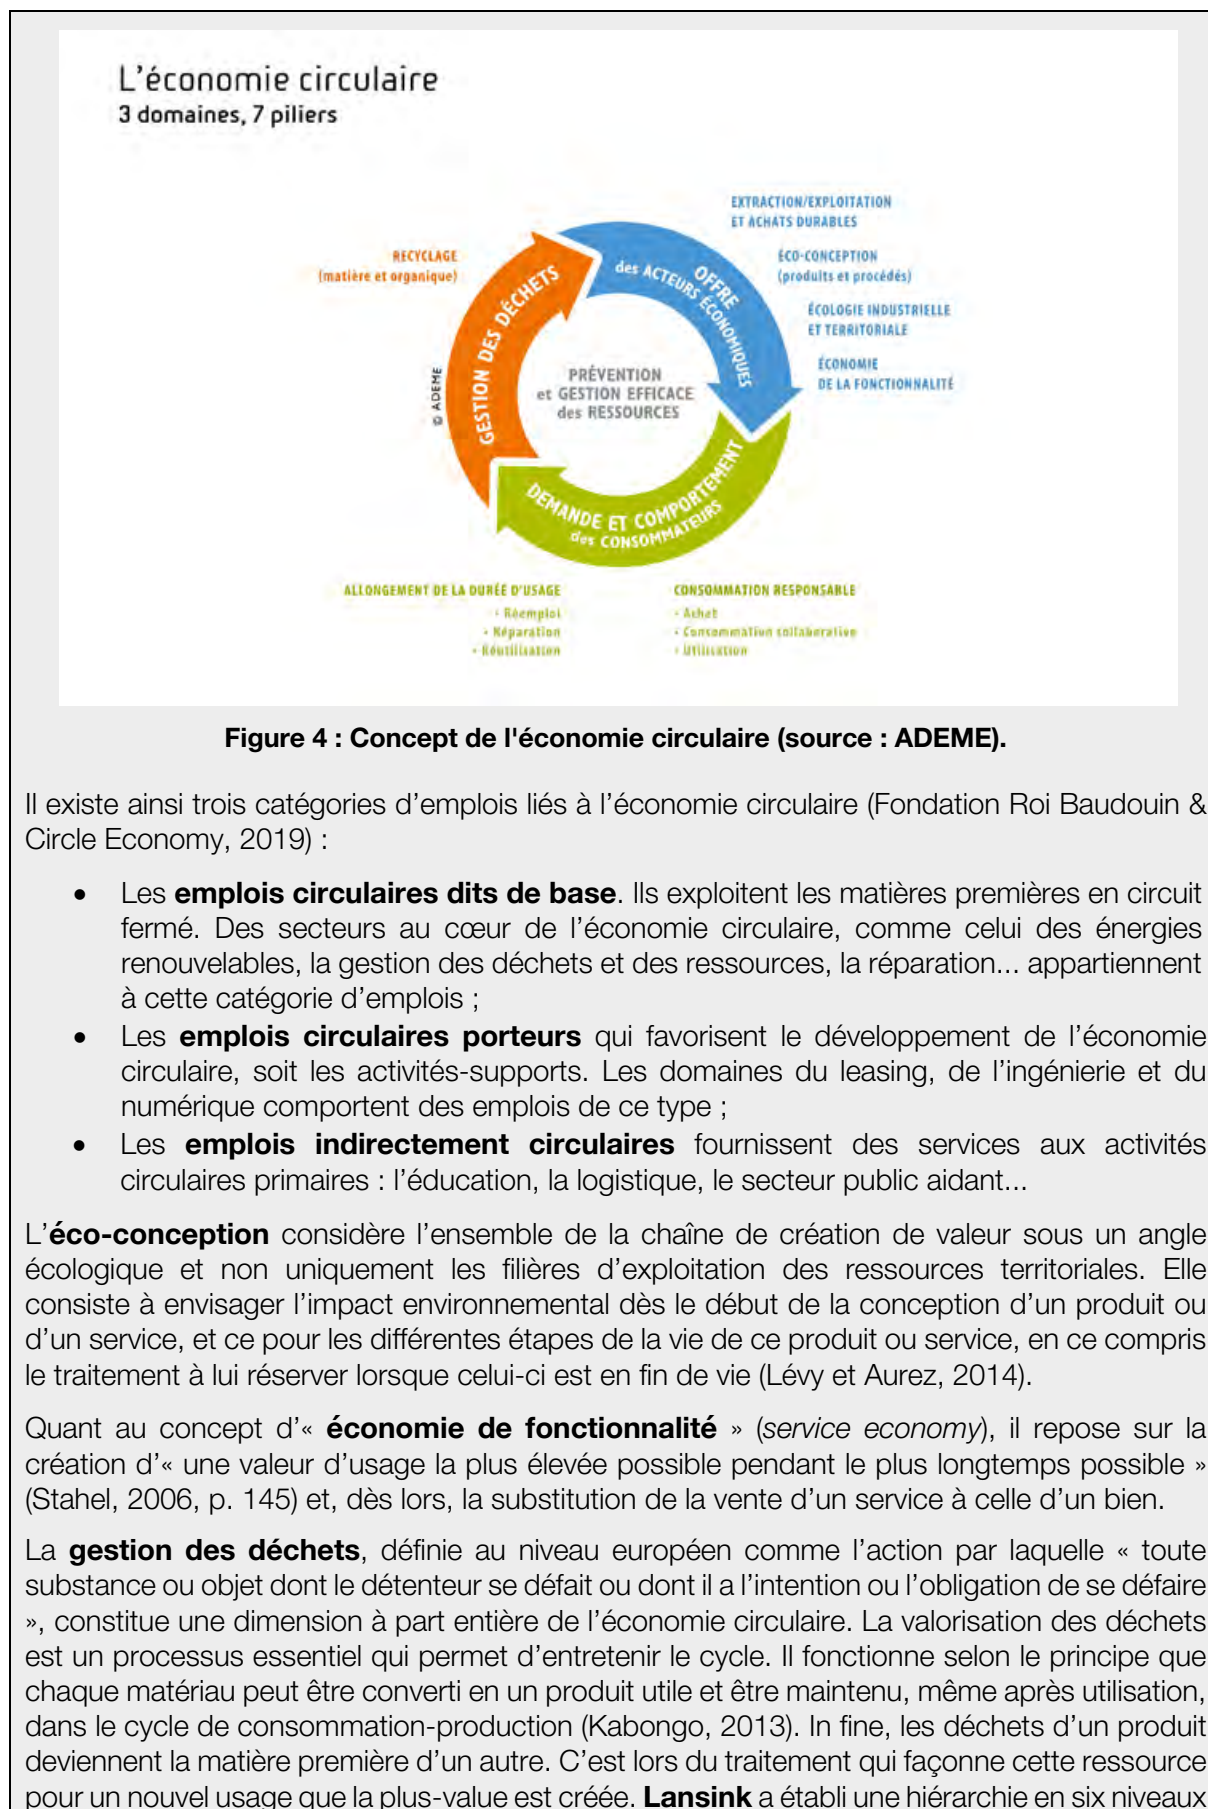 L'économie circulaire
3 domaines, 7 piliers
EXTRACTION/EXPLOITATION
ET ACHATS DURABLES
RECYCLAGE
(matière et organique)
ÉCO-CONCEPTION
(produits et procédés)
ÉCOLOGIE INDUSTRIELLE
ET TERRITORIALE
ÉCONOMIE
DE LA FONCTIONNALITÉ
OFFRE
des ACTEURS ÉCONOMIQUES
GESTION DES DÉCHETS
PRÉVENTION
et GESTION EFFICACE
des RESSOURCES
© ADEME
DEMANDE ET COMPORTEMENT
des CONSOMMATEURS
ALLONGEMENT DE LA DURÉE D'USAGE
- Réemploi
- Réparation
- Réutilisation
CONSOMMATION RESPONSABLE
- Achat
- Consommation collaborative
- Utilisation
Figure 4 : Concept de l'économie circulaire (source : ADEME).
Il existe ainsi trois catégories d'emplois liés à l'économie circulaire (Fondation Roi Baudouin &
Circle Economy, 2019) :
• Les emplois circulaires dits de base. Ils exploitent les matières premières en circuit
fermé. Des secteurs au cœur de l'économie circulaire, comme celui des énergies
renouvelables, la gestion des déchets et des ressources, la réparation... appartiennent
à cette catégorie d'emplois ;
• Les emplois circulaires porteurs qui favorisent le développement de l'économie
circulaire, soit les activités-supports. Les domaines du leasing, de l'ingénierie et du
numérique comportent des emplois de ce type ;
• Les emplois indirectement circulaires fournissent des services aux activités
circulaires primaires : l'éducation, la logistique, le secteur public aidant...
L'éco-conception considère l'ensemble de la chaîne de création de valeur sous un angle
écologique et non uniquement les filières d'exploitation des ressources territoriales. Elle
consiste à envisager l'impact environnemental dès le début de la conception d'un produit ou
d'un service, et ce pour les différentes étapes de la vie de ce produit ou service, en ce compris
le traitement à lui réserver lorsque celui-ci est en fin de vie (Lévy et Aurez, 2014).
Quant au concept d'« économie de fonctionnalité » (service economy), il repose sur la
création d'« une valeur d'usage la plus élevée possible pendant le plus longtemps possible »
(Stahel, 2006, p. 145) et, dès lors, la substitution de la vente d'un service à celle d'un bien.
La gestion des déchets, définie au niveau européen comme l'action par laquelle « toute
substance ou objet dont le détenteur se défait ou dont il a l'intention ou l'obligation de se défaire
», constitue une dimension à part entière de l'économie circulaire. La valorisation des déchets
est un processus essentiel qui permet d'entretenir le cycle. Il fonctionne selon le principe que
chaque matériau peut être converti en un produit utile et être maintenu, même après utilisation,
dans le cycle de consommation-production (Kabongo, 2013). In fine, les déchets d'un produit
deviennent la matière première d'un autre. C'est lors du traitement qui façonne cette ressource
pour un nouvel usage que la plus-value est créée. Lansink a établi une hiérarchie en six niveaux